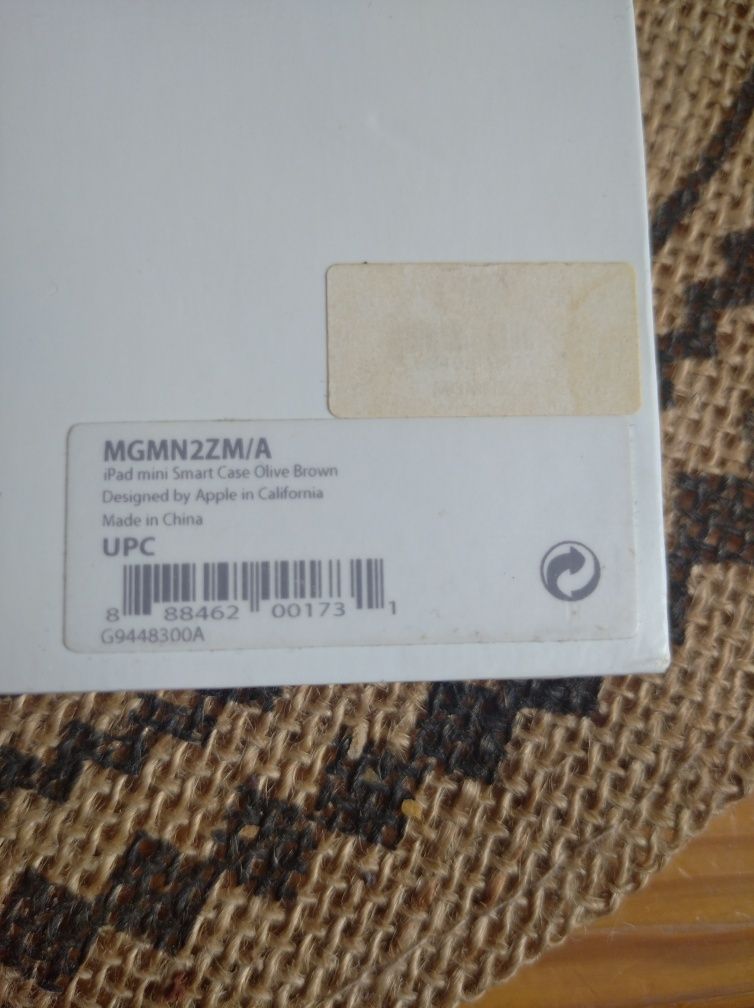 MGMN2ZM/A
iPad mini Smart Case Olive Brown
Designed by Apple in California
Made in China
UPC
8 88462 00173 1
G9448300A